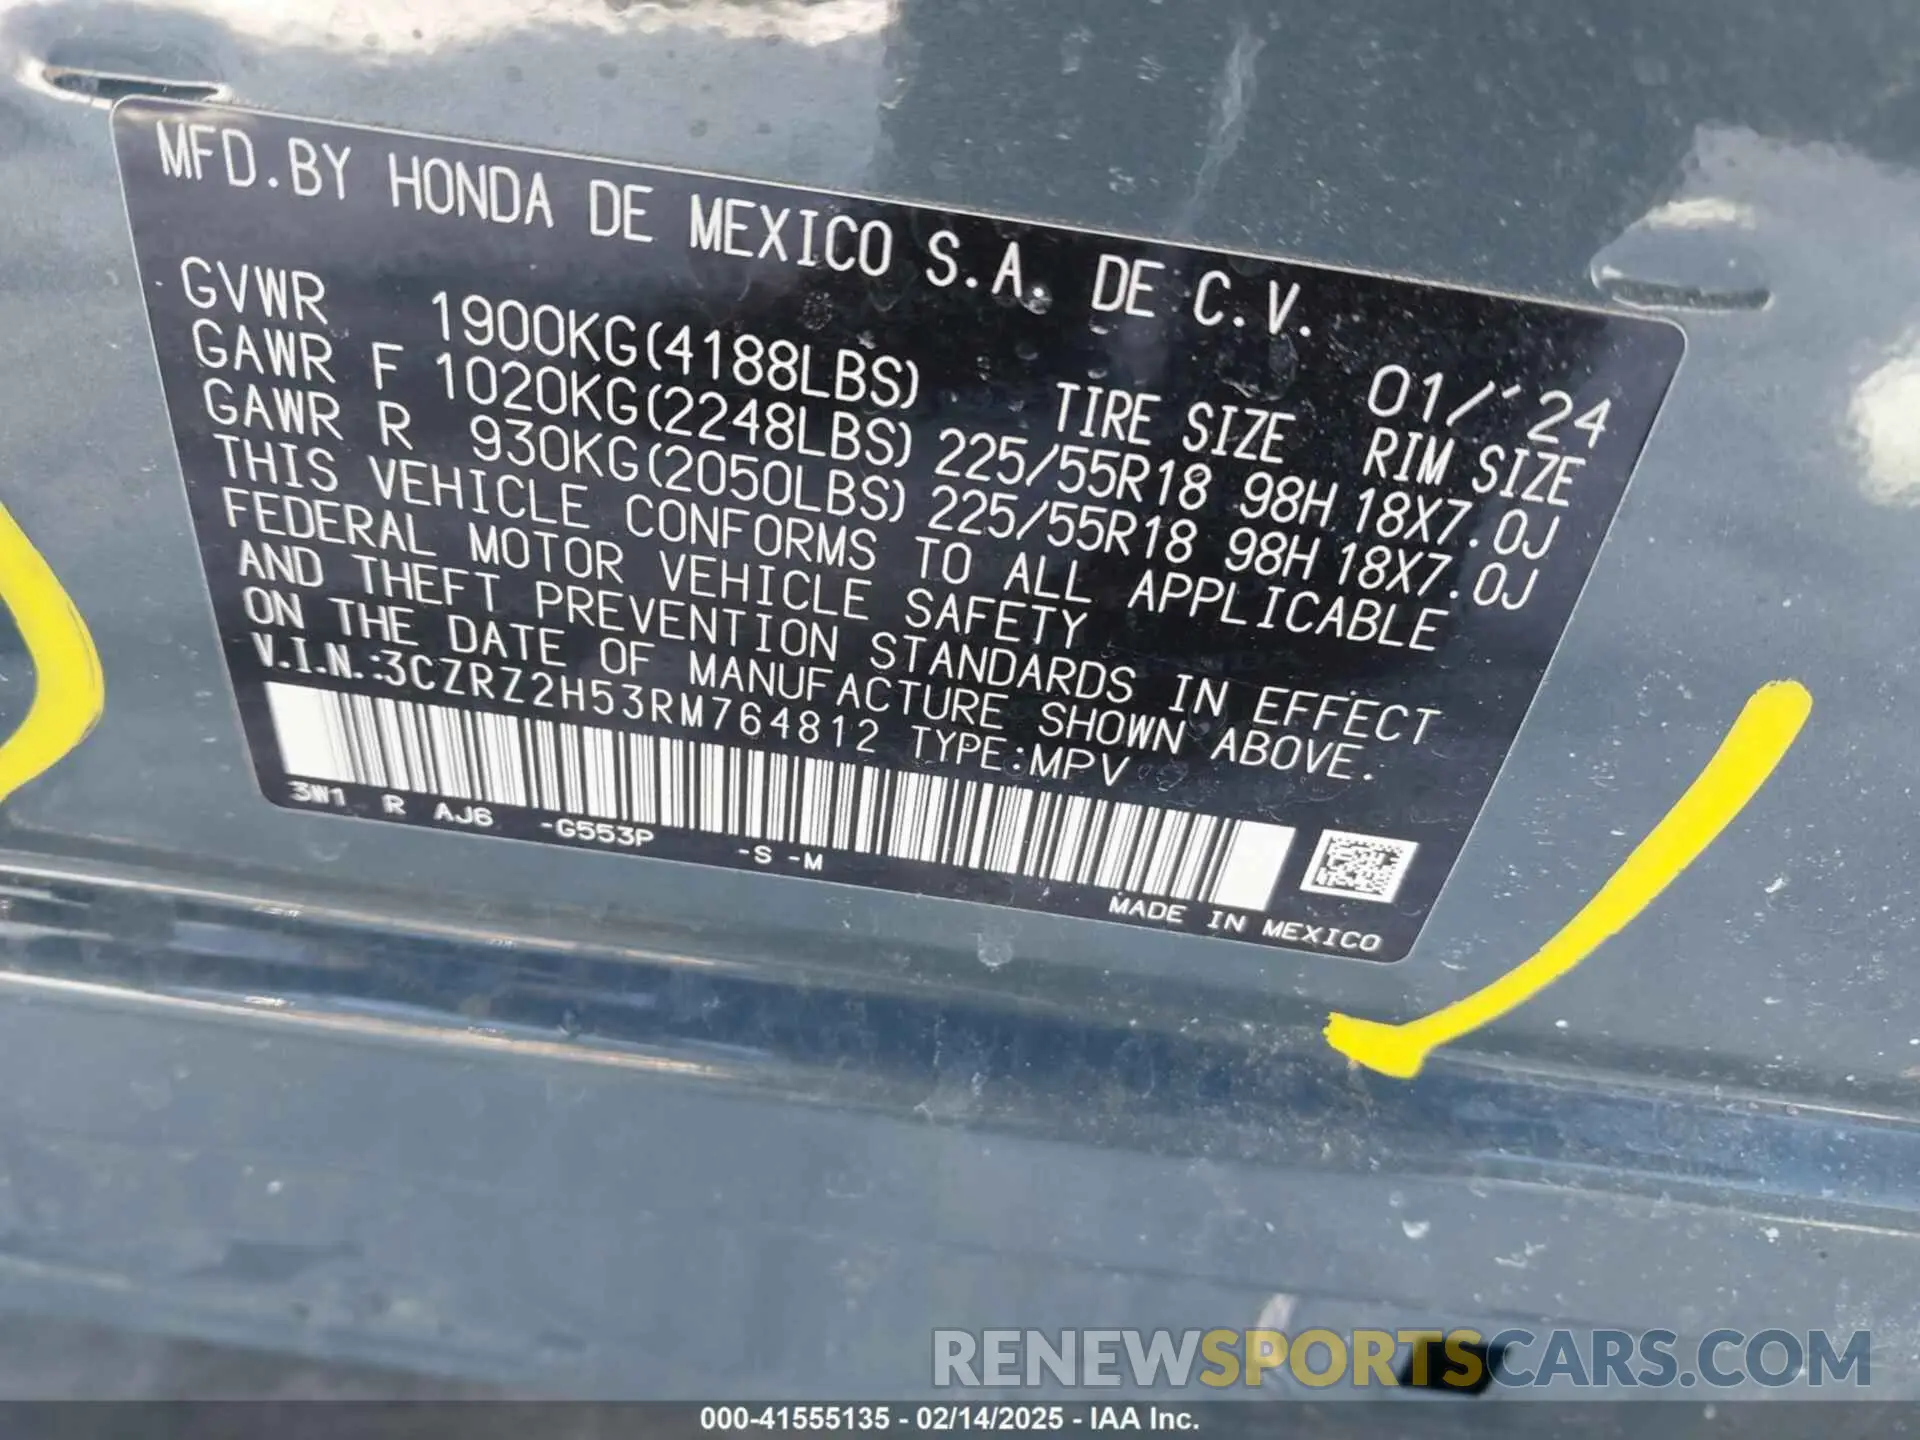 MFD.BY HONDA DE MEXICO S.A. DE C.V.
01/'24
GVWR 1900KG(4188LBS) TIRE SIZE RIM SIZE
GAWR F 1020KG(2248LBS) 225/55R18 98H 18X7.0J
GAWR R 930KG(2050LBS) 225/55R18 98H 18X7.0J
THIS VEHICLE CONFORMS TO ALL APPLICABLE
FEDERAL MOTOR VEHICLE SAFETY
AND THEFT PREVENTION STANDARDS IN EFFECT
ON THE DATE OF MANUFACTURE SHOWN ABOVE.
V.I.N.:3CZRZ2H53RM764812 TYPE:MPV
3W1 R AJ6 -G553P -S -M
MADE IN MEXICO
RENEWSPORTSCARS.COM
000-41555135 - 02/14/2025 - IAA Inc.